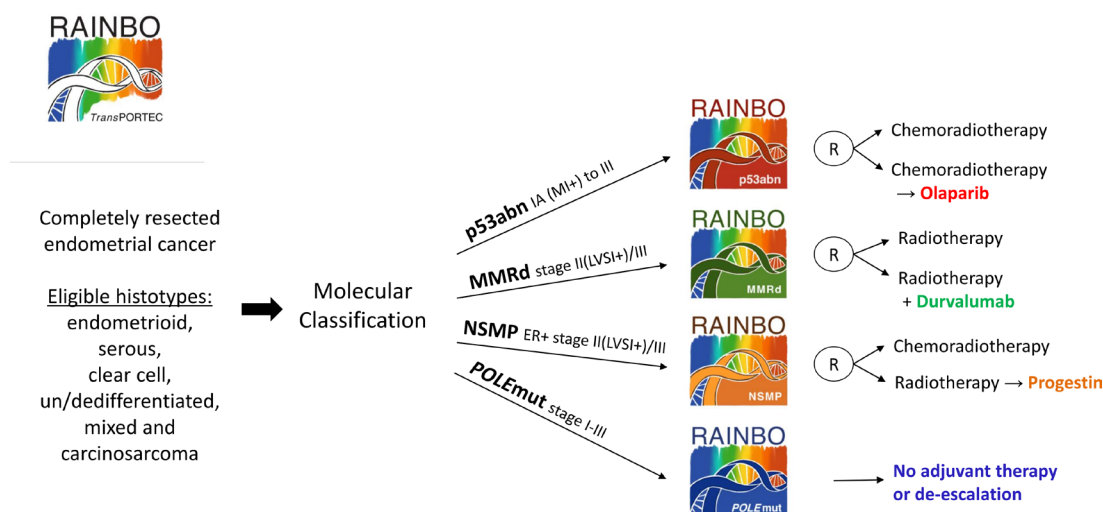 RAINBO
TransPORTEC
Completely resected
endometrial cancer
Eligible histotypes:
endometrioid,
serous,
clear cell,
un/dedifferentiated,
mixed and
carcinosarcoma
Molecular
Classification
p53abn IA (MI+) to III
MMRd stage II(LVSI+)/III
NSMP ER+ stage II(LVSI+)/III
POLEmut stage I-III
RAINBO
p53abn
R
Chemoradiotherapy
Chemoradiotherapy
→ Olaparib
RAINBO
MMRd
R
Radiotherapy
Radiotherapy
+ Durvalumab
RAINBO
NSMP
R
Chemoradiotherapy
Radiotherapy → Progestin
RAINBO
POLEmut
No adjuvant therapy
or de-escalation